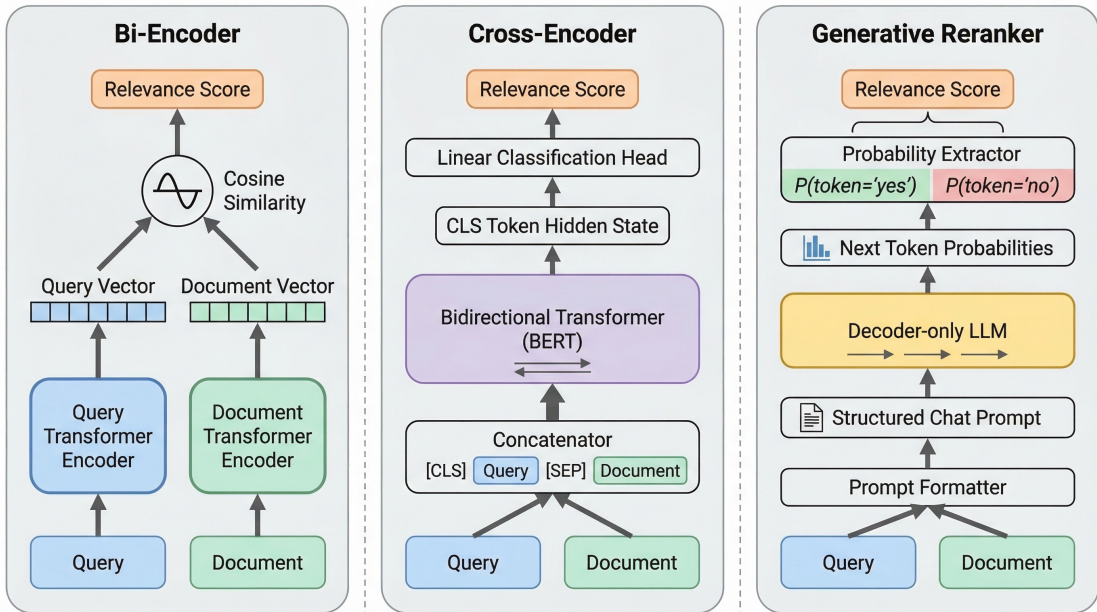 Bi-Encoder
Relevance Score
Cosine
Similarity
Query Vector
Document Vector
Query
Transformer
Encoder
Document
Transformer
Encoder
Query
Document
Cross-Encoder
Relevance Score
Linear Classification Head
CLS Token Hidden State
Bidirectional Transformer
(BERT)
Concatenator
[CLS] Query [SEP] Document
Query
Document
Generative Reranker
Relevance Score
Probability Extractor
P(token=‘yes’) P(token=‘no’)
Next Token Probabilities
Decoder-only LLM
Structured Chat Prompt
Prompt Formatter
Query
Document